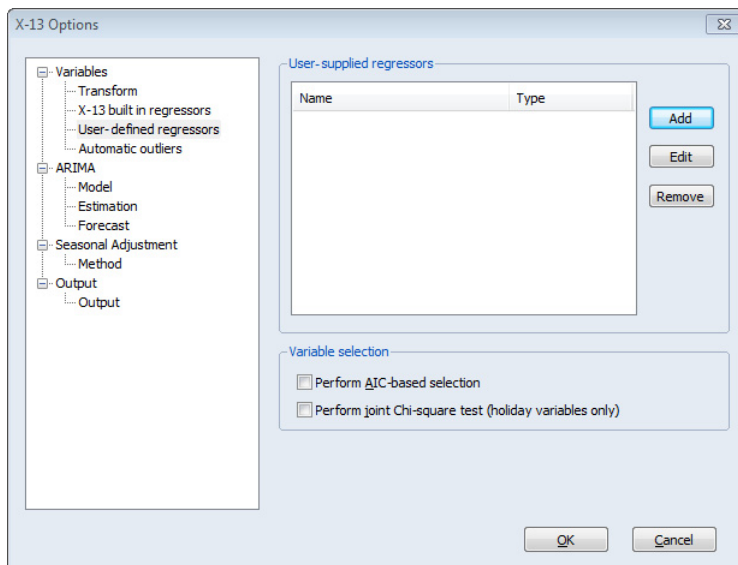 X-13 Options
Variables
Transform
X-13 built in regressors
User-defined regressors
Automatic outliers
ARIMA
Model
Estimation
Forecast
Seasonal Adjustment
Method
Output
Output
User-supplied regressors
Name Type
Add
Edit
Remove
Variable selection
Perform AIC-based selection
Perform joint Chi-square test (holiday variables only)
OK Cancel